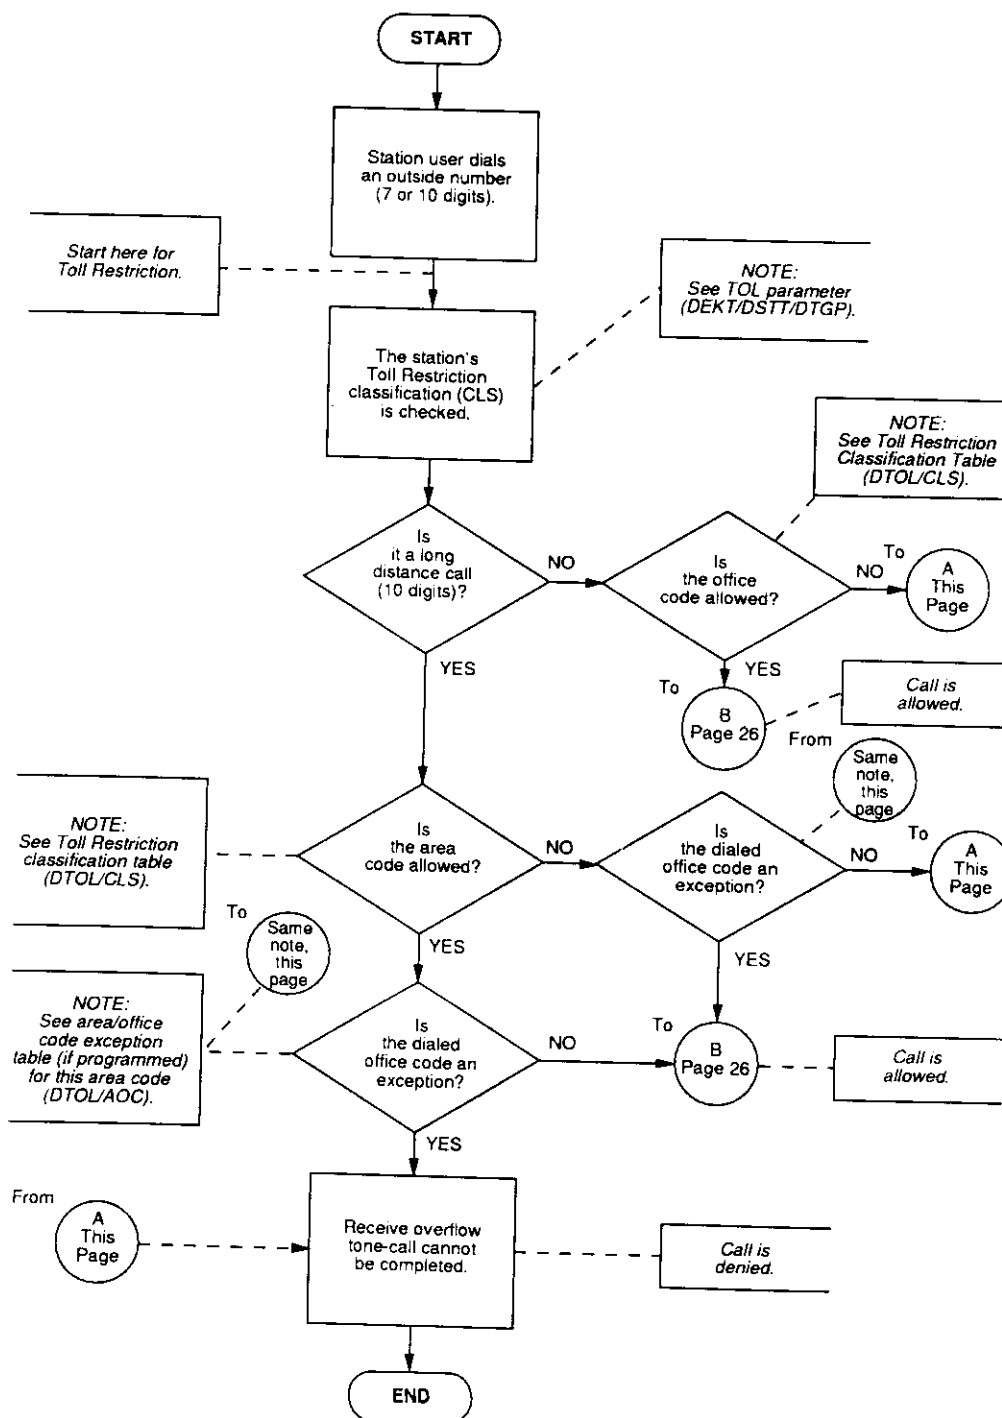 START
Station user dials
an outside number
(7 or 10 digits).
Start here for
Toll Restriction.
NOTE:
See TOL parameter
(DEKT/DSTT/DTGP).
The station's
Toll Restriction
classification (CLS)
is checked.
NOTE:
See Toll Restriction
Classification Table
(DTOL/CLS).
Is
it a long
distance call
(10 digits)?
NO
Is
the office
code allowed?
NO
To
A
This
Page
YES
YES
To
B
Page 26
Call is
allowed.
From
Same
note,
this
page
NOTE:
See Toll Restriction
classification table
(DTOL/CLS).
Is
the area
code allowed?
NO
Is
the dialed
office code an
exception?
NO
To
A
This
Page
To
Same
note,
this
page
YES
YES
NOTE:
See area/office
code exception
table (if programmed)
for this area code
(DTOL/AOC).
Is
the dialed
office code an
exception?
NO
To
B
Page 26
Call is
allowed.
YES
From
A
This
Page
Receive overflow
tone-call cannot
be completed.
Call is
denied.
END